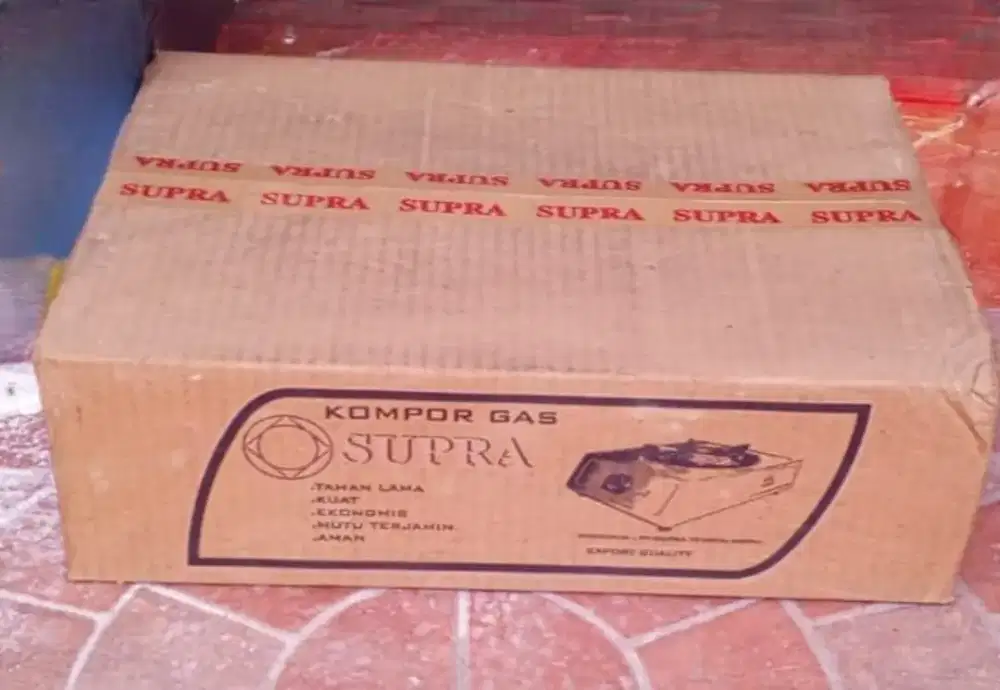 SUPRA SUPRA SUPRA SUPRA SUPRA SUPRA
SUPRA SUPRA SUPRA SUPRA SUPRA SUPRA
KOMPOR GAS
SUPRA
.TAHAN LAMA
.KUAT
.EKONOMIS
.MUTU TERJAMIN
.AMAN
EXPORT QUALITY